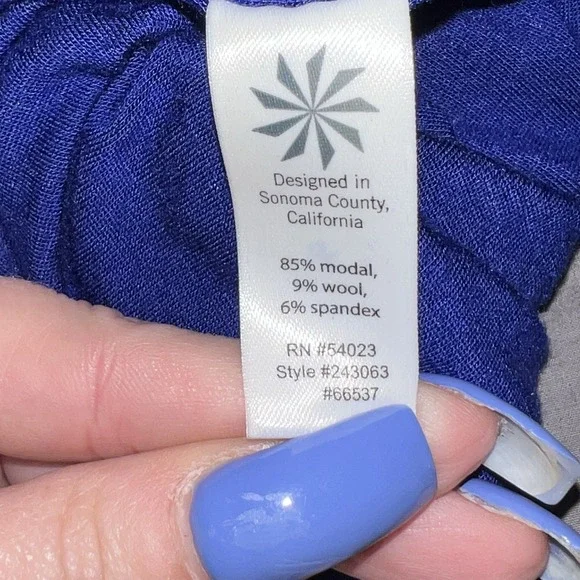 Designed in
Sonoma County,
California
85% modal,
9% wool,
6% spandex
RN #54023
Style #243063
#66537